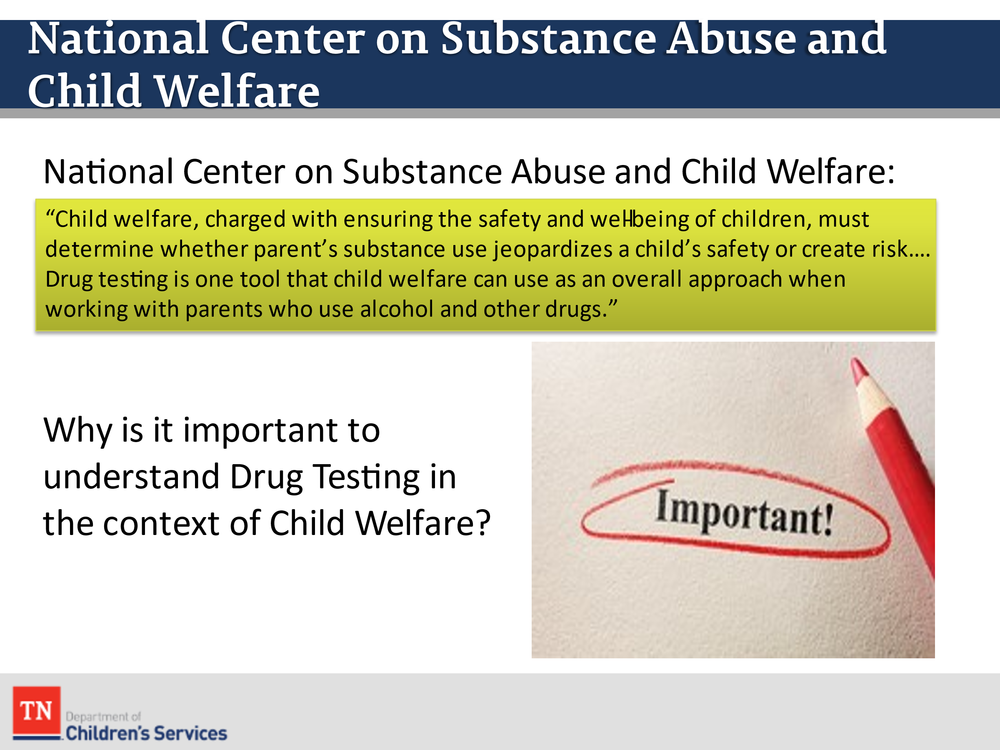 National Center on Substance Abuse and
Child Welfare
National Center on Substance Abuse and Child Welfare:
“Child welfare, charged with ensuring the safety and well-being of children, must
determine whether parent’s substance use jeopardizes a child’s safety or create risk....
Drug testing is one tool that child welfare can use as an overall approach when
working with parents who use alcohol and other drugs.”
Why is it important to
understand Drug Testing in
the context of Child Welfare?
Important!
TN
Department of
Children's Services